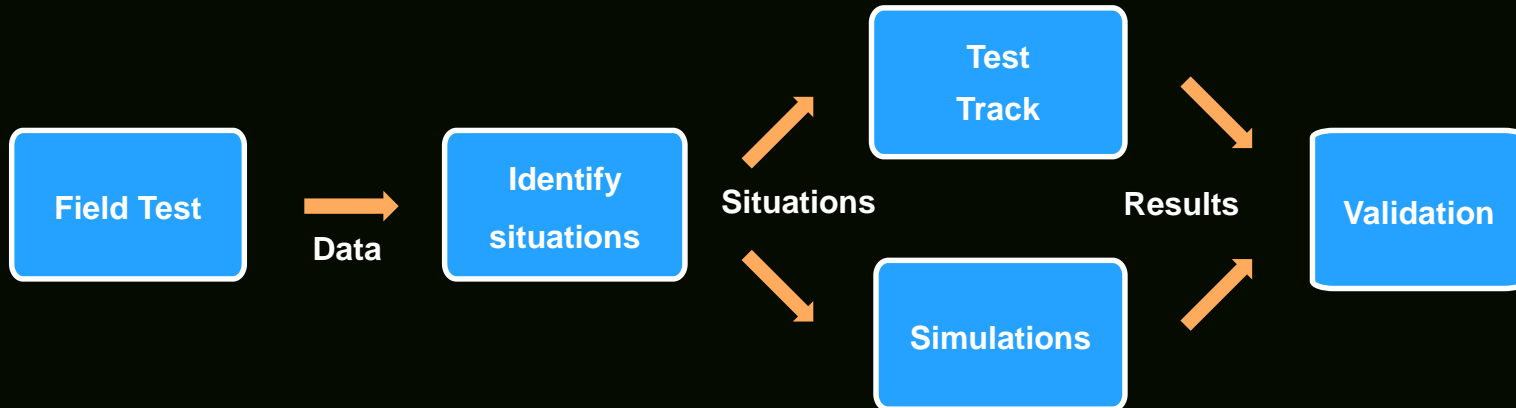 Field Test
Data
Identify
situations
Situations
Test
Track
Simulations
Results
Validation